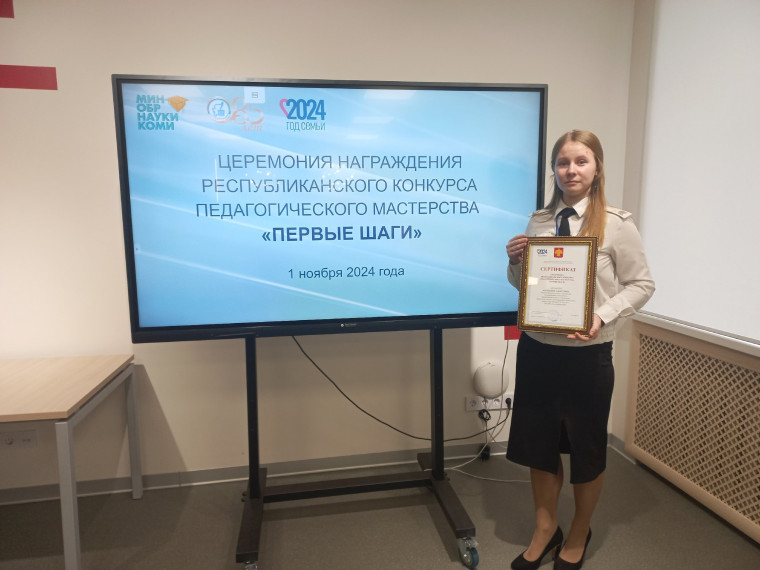 МИН
ОБР
НАУКИ
КОМИ
2024
ГОД СЕМЬИ
ЦЕРЕМОНИЯ НАГРАЖДЕНИЯ
РЕСПУБЛИКАНСКОГО КОНКУРСА
ПЕДАГОГИЧЕСКОГО МАСТЕРСТВА
«ПЕРВЫЕ ШАГИ»
1 ноября 2024 года
2024
СЕРТИФИКАТ